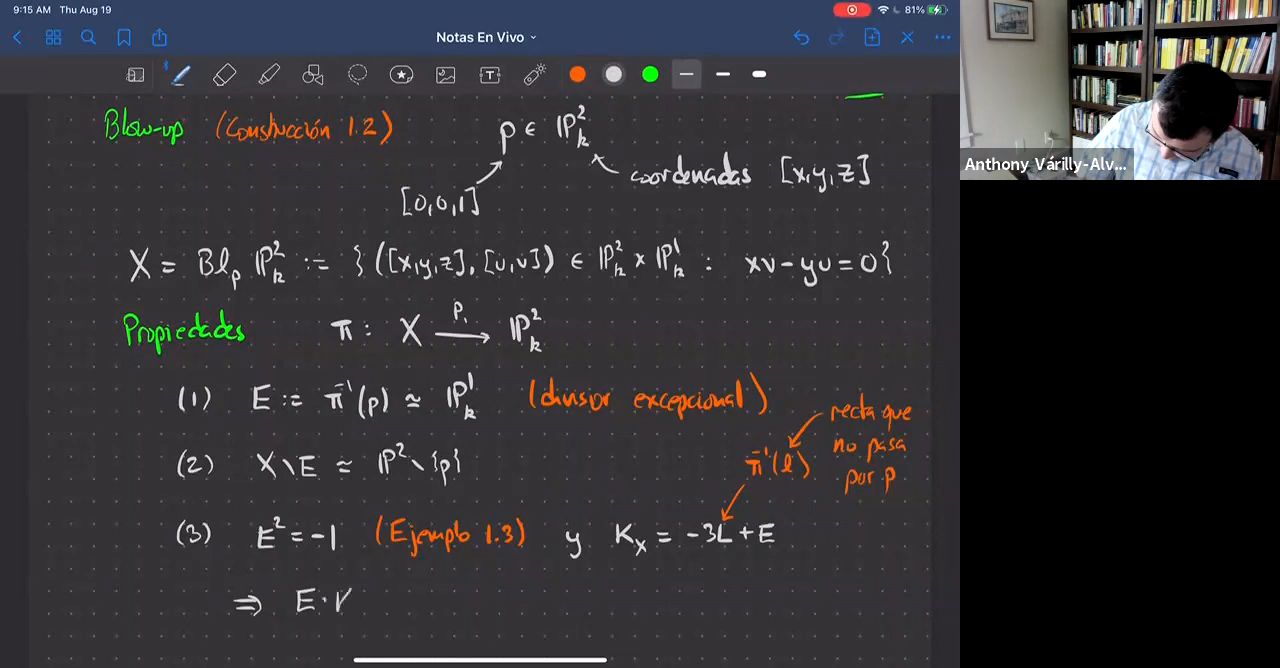 9:15 AM Thu Aug 19
81%
Notas En Vivo
Blow-up (Construcción 1.2) p ∈ ℙ²ₖ
coordenadas [x,y,z]
[0,0,1]
X = Blₚ ℙ²ₖ := {([x,y,z],[u,v]) ∈ ℙ²ₖ × ℙ¹ₖ : xv - yu = 0}
Propiedades π : X →^{p₁} ℙ²ₖ
(1) E := π⁻¹(p) ≃ ℙ¹ₖ (divisor excepcional)
recta que
no pasa
por p
π⁻¹(ℓ)
(2) X \ E ≃ ℙ² \ {p}
(3) E² = -1 (Ejemplo 1.3) y Kₓ = -3L + E
⇒ E·
Anthony Várilly-Alv...